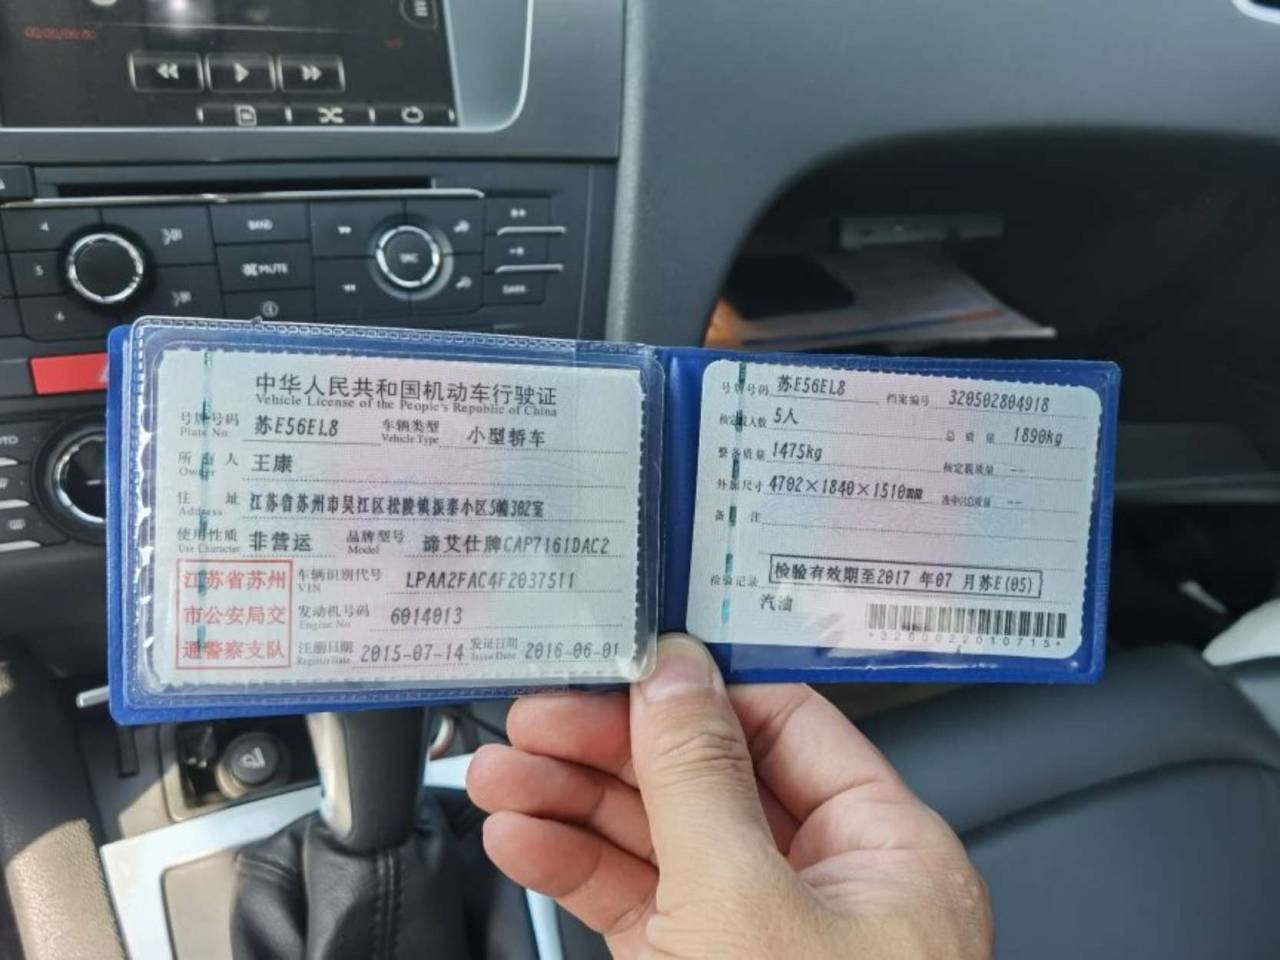 BAND
MUTE
SRC
DARK
中华人民共和国机动车行驶证
Vehicle License of the People's Republic of China
号牌号码 苏E56EL8 车辆类型 小型轿车
Plate No. Vehicle Type
所有人 王康
Owner
住址 江苏省苏州市吴江区松陵镇振泰小区5幢302室
Address
使用性质 非营运 品牌型号 谛艾仕牌CAP7161DAC2
Use Character Model
江苏省苏州
市公安局交
通警察支队
车辆识别代号 LPAA2FAC4F2037511
VIN
发动机号码 6014013
Engine No.
注册日期 2015-07-14 发证日期 2016-06-01
Register Date Issue Date
号牌号码 苏E56EL8 档案编号 320502804918
核定载人数 5人 总质量 1890kg
整备质量 1475kg 核定载质量 --
外廓尺寸 4702×1840×1510mm 准牵引总质量 --
备注
检验记录 检验有效期至2017年07月苏E(05)
汽油
*3260022010715*